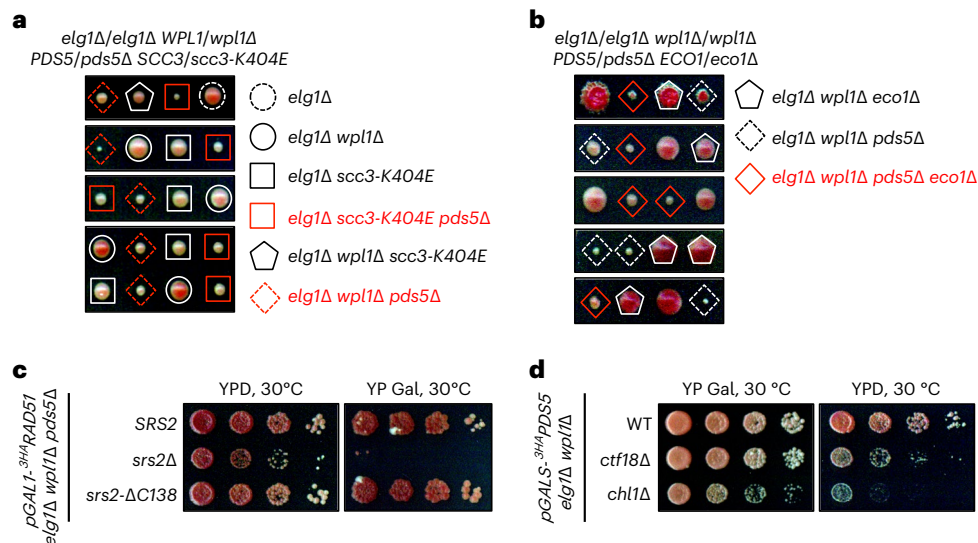 a
elg1Δ/elg1Δ WPL1/wpl1Δ
PDS5/pds5Δ SCC3/scc3-K404E
elg1Δ
elg1Δ wpl1Δ
elg1Δ scc3-K404E
elg1Δ scc3-K404E pds5Δ
elg1Δ wpl1Δ scc3-K404E
elg1Δ wpl1Δ pds5Δ
b
elg1Δ/elg1Δ wpl1Δ/wpl1Δ
PDS5/pds5Δ ECO1/eco1Δ
elg1Δ wpl1Δ eco1Δ
elg1Δ wpl1Δ pds5Δ
elg1Δ wpl1Δ pds5Δ eco1Δ
c
pGAL1-3HARAD51
elg1Δ wpl1Δ pds5Δ
YPD, 30°C
YP Gal, 30°C
SRS2
srs2Δ
srs2-ΔC138
d
pGALS-3HAPDS5
elg1Δ wpl1Δ
YP Gal, 30 °C
YPD, 30 °C
WT
ctf18Δ
chl1Δ